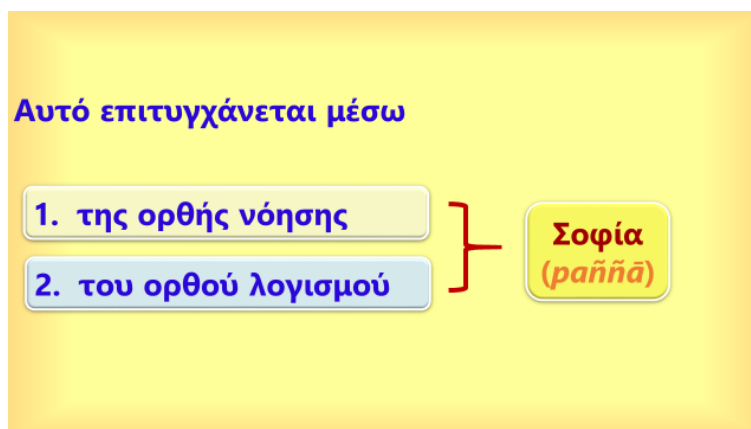 Αυτό επιτυγχάνεται μέσω
1. της ορθής νόησης
2. του ορθού λογισμού
Σοφία
(paññā)